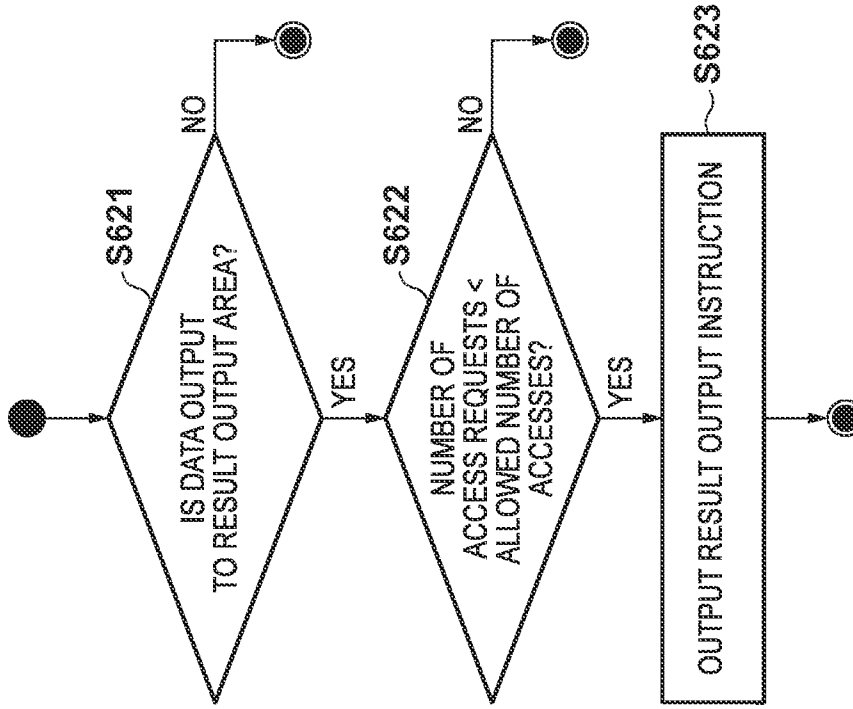 S621
IS DATA OUTPUT
TO RESULT OUTPUT AREA?
NO
YES
S622
NUMBER OF
ACCESS REQUESTS <
ALLOWED NUMBER OF
ACCESSES?
NO
YES
S623
OUTPUT RESULT OUTPUT INSTRUCTION